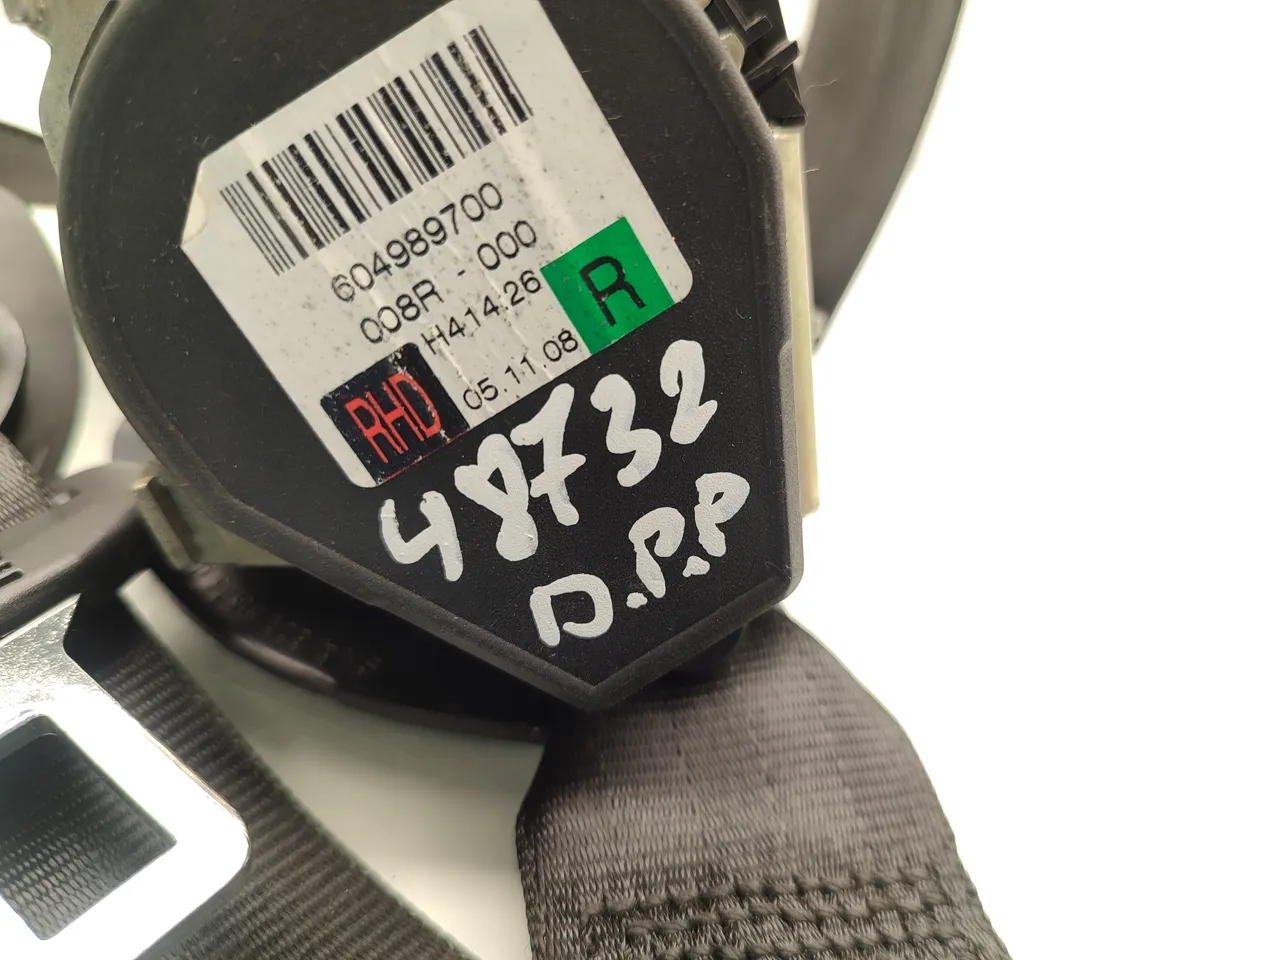 604989700
008R - 000
H414.26
R
RHD
05.11.08
48732
D.P.P